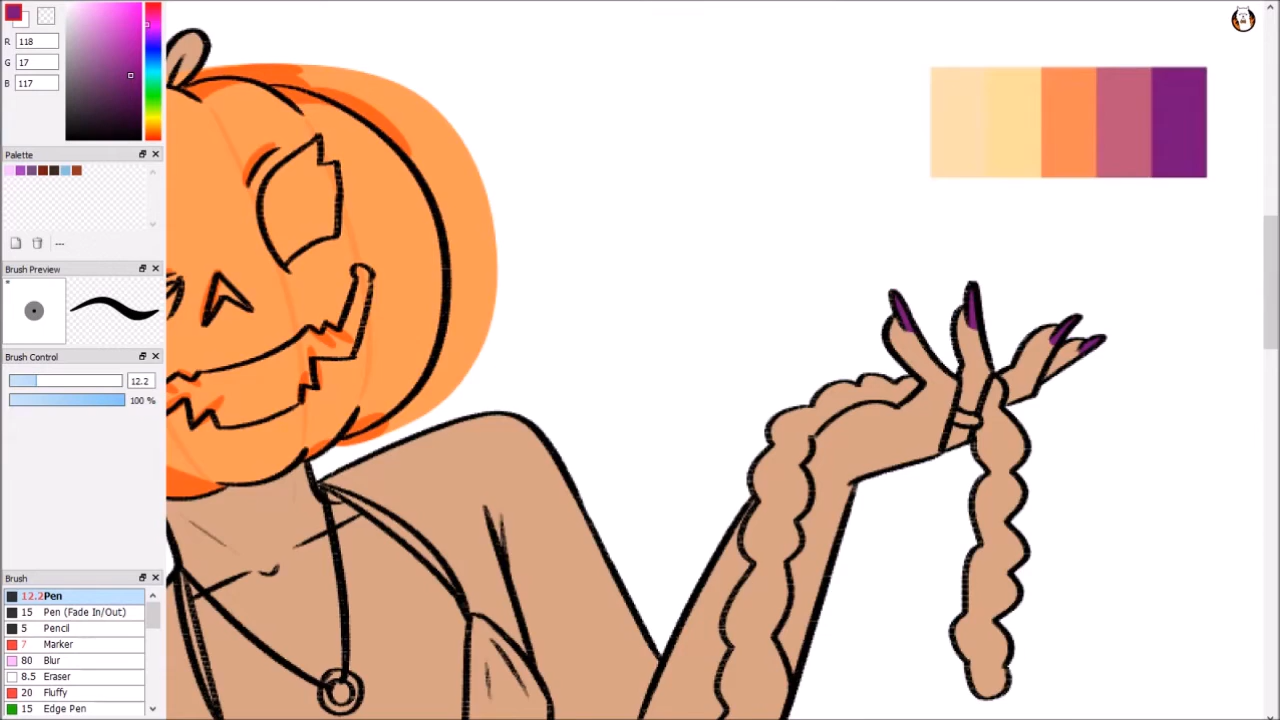 R 118
G 17
B 117
Palette
---
Brush Preview
Brush Control
12.2
100 %
Brush
12.2 Pen
15 Pen (Fade In/Out)
5 Pencil
7 Marker
80 Blur
8.5 Eraser
20 Fluffy
15 Edge Pen